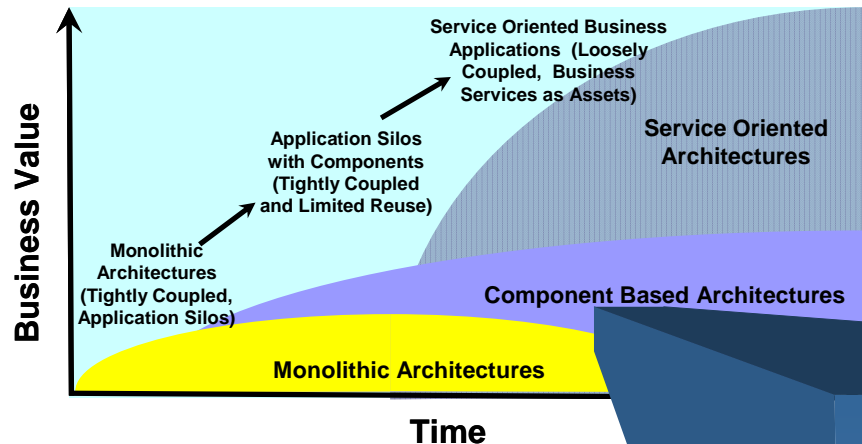 Service Oriented Business
Applications (Loosely
Coupled, Business
Services as Assets)
Service Oriented
Architectures
Application Silos
with Components
(Tightly Coupled
and Limited Reuse)
Monolithic
Architectures
(Tightly Coupled,
Application Silos)
Component Based Architectures
Monolithic Architectures
Business Value
Time